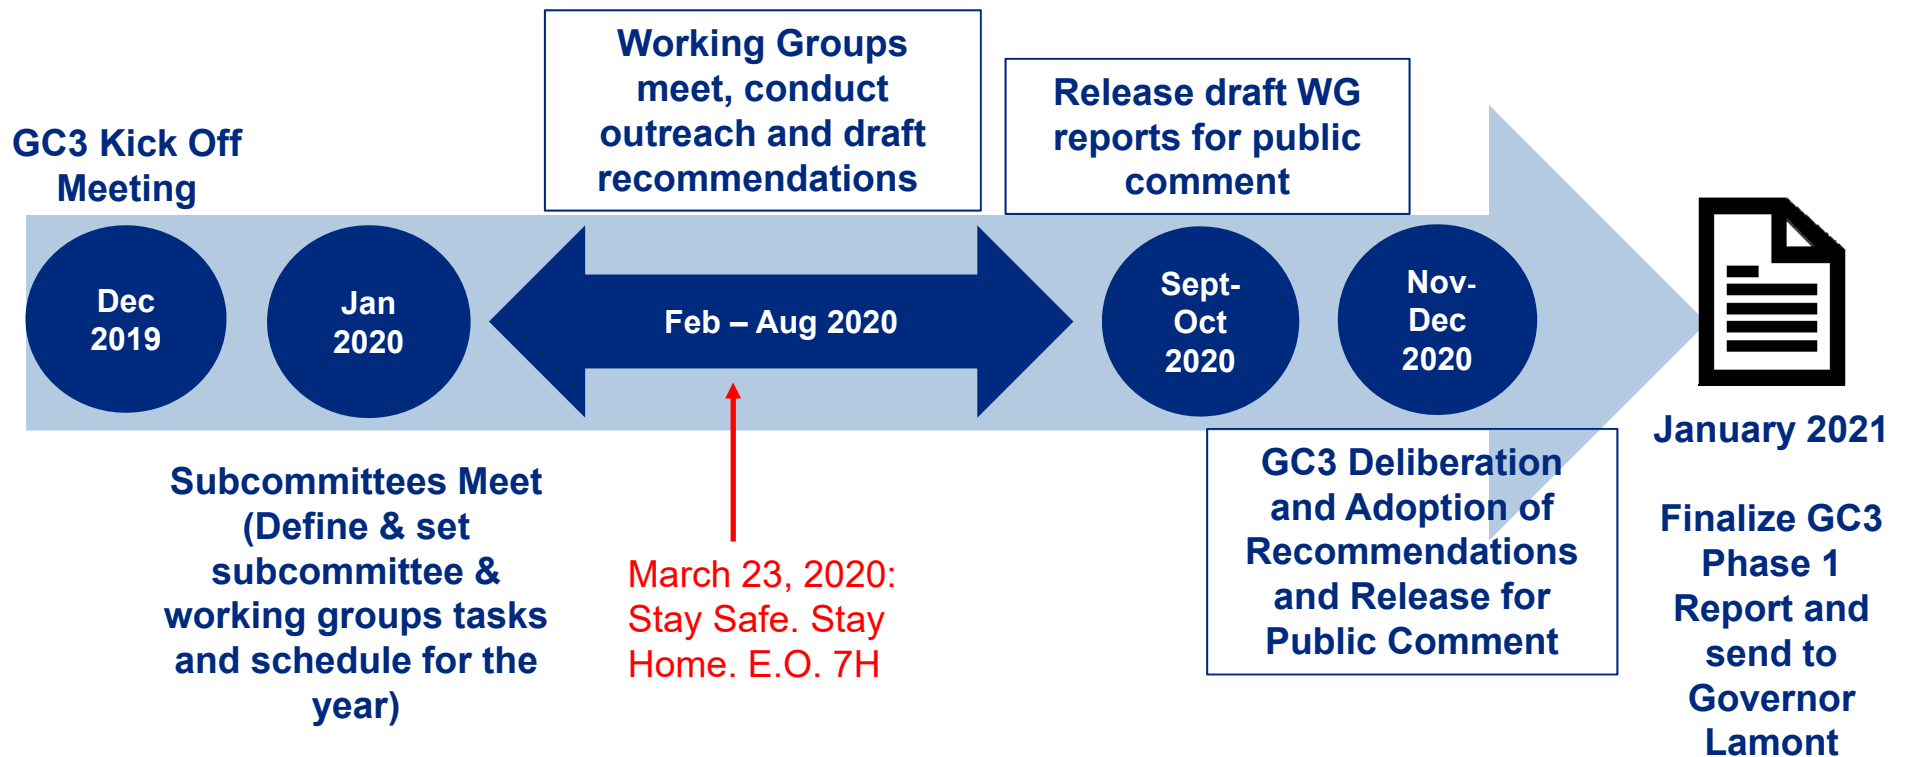 GC3 Kick Off
Meeting
Dec
2019
Jan
2020
Subcommittees Meet
(Define & set
subcommittee &
working groups tasks
and schedule for the
year)
Working Groups
meet, conduct
outreach and draft
recommendations
Feb – Aug 2020
March 23, 2020:
Stay Safe. Stay
Home. E.O. 7H
Release draft WG
reports for public
comment
Sept-
Oct
2020
Nov-
Dec
2020
GC3 Deliberation
and Adoption of
Recommendations
and Release for
Public Comment
January 2021
Finalize GC3
Phase 1
Report and
send to
Governor
Lamont